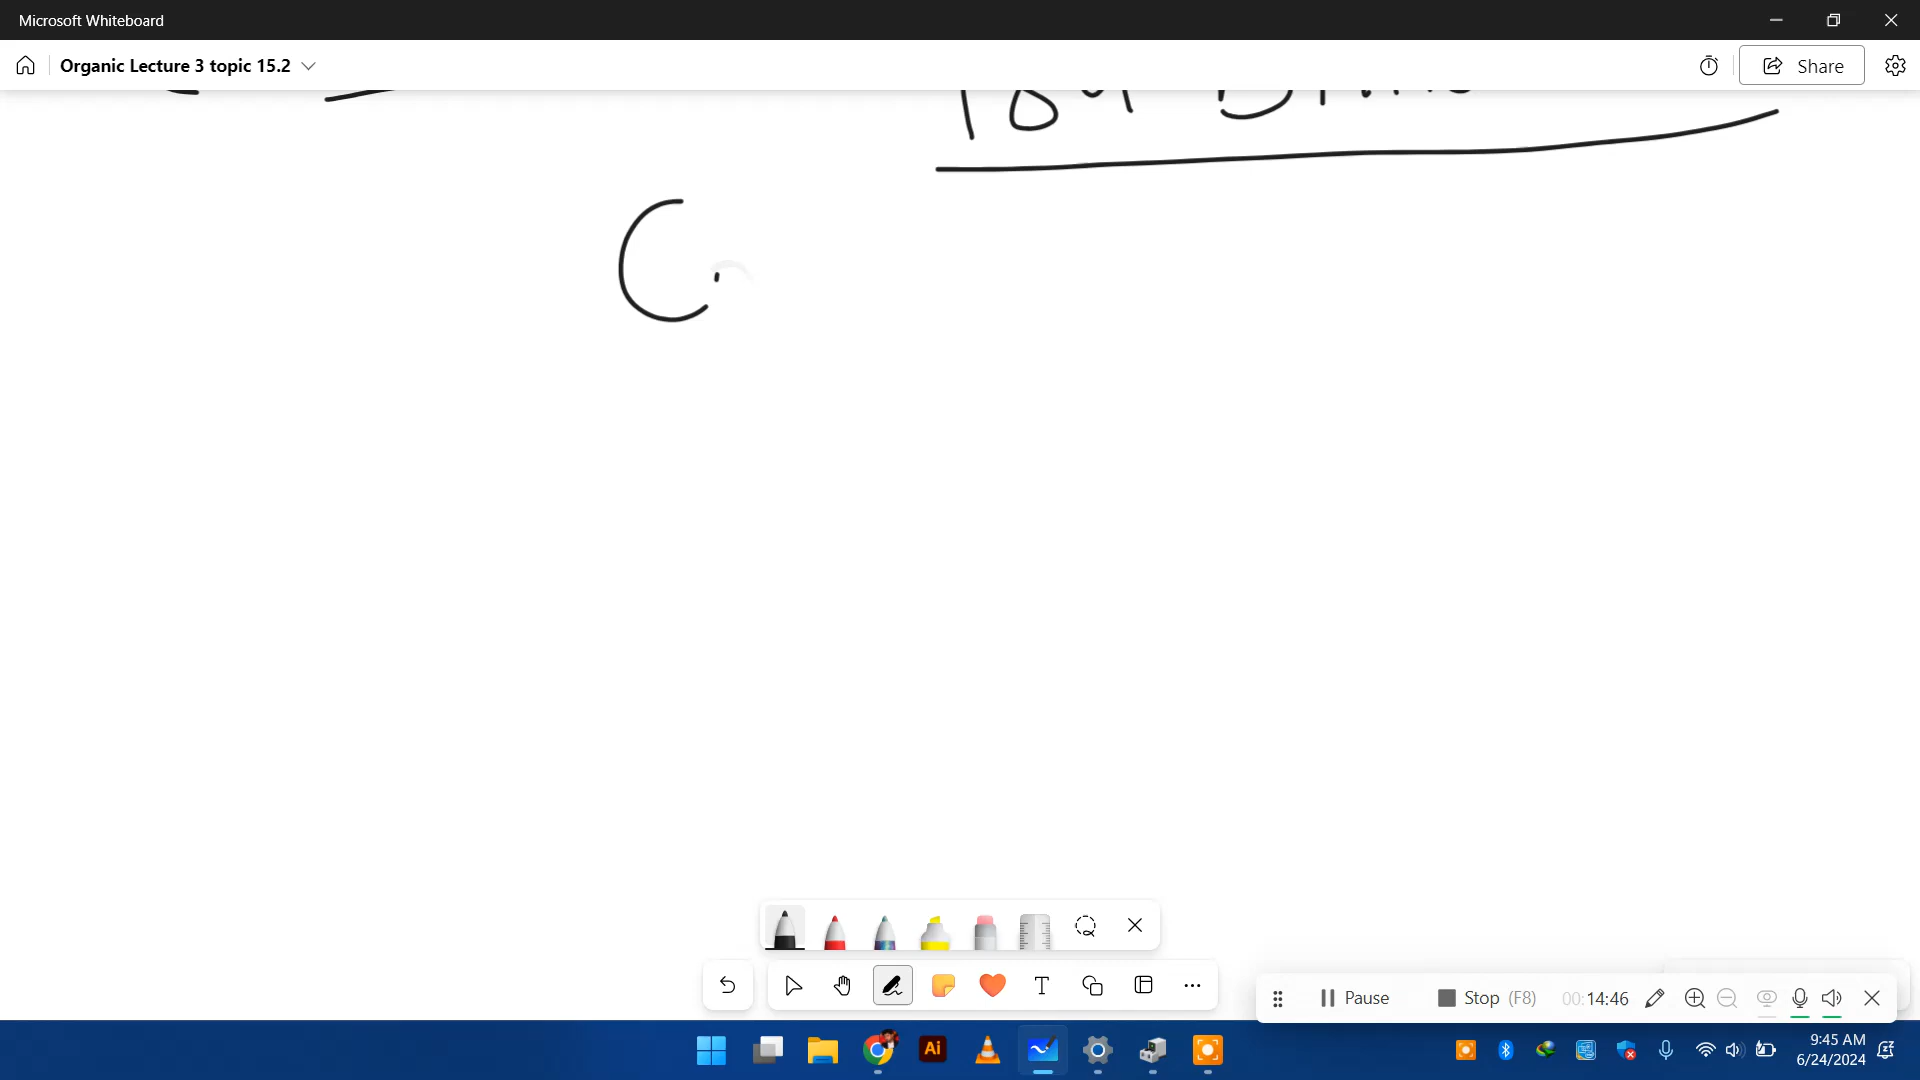 Microsoft Whiteboard
Organic Lecture 3 topic 15.2
Share
C
Pause
Stop (F8)
00:14:46
Ai
9:45 AM
6/24/2024